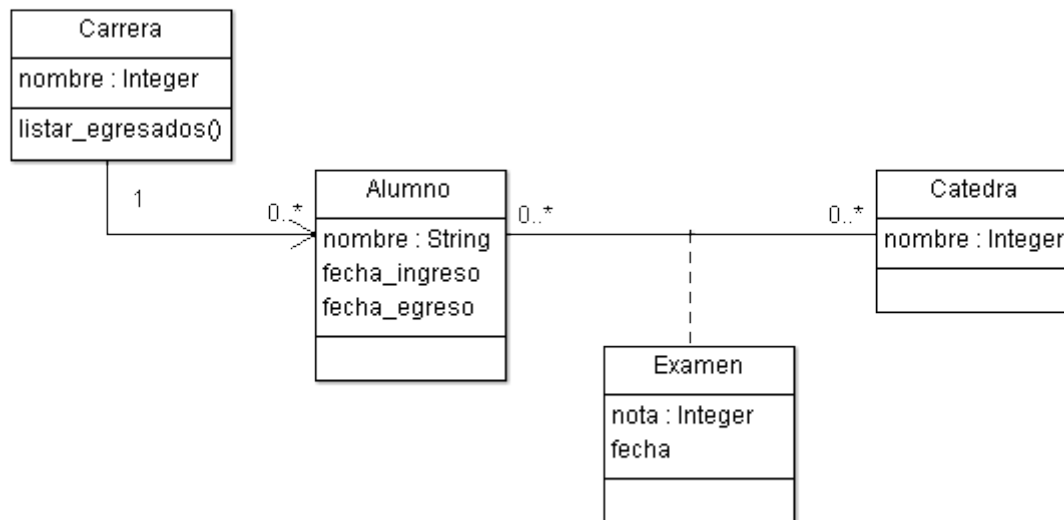 Carrera
nombre : Integer
listar_egresados()
1
0..*
Alumno
nombre : String
fecha_ingreso
fecha_egreso
0..*
0..*
Catedra
nombre : Integer
Examen
nota : Integer
fecha